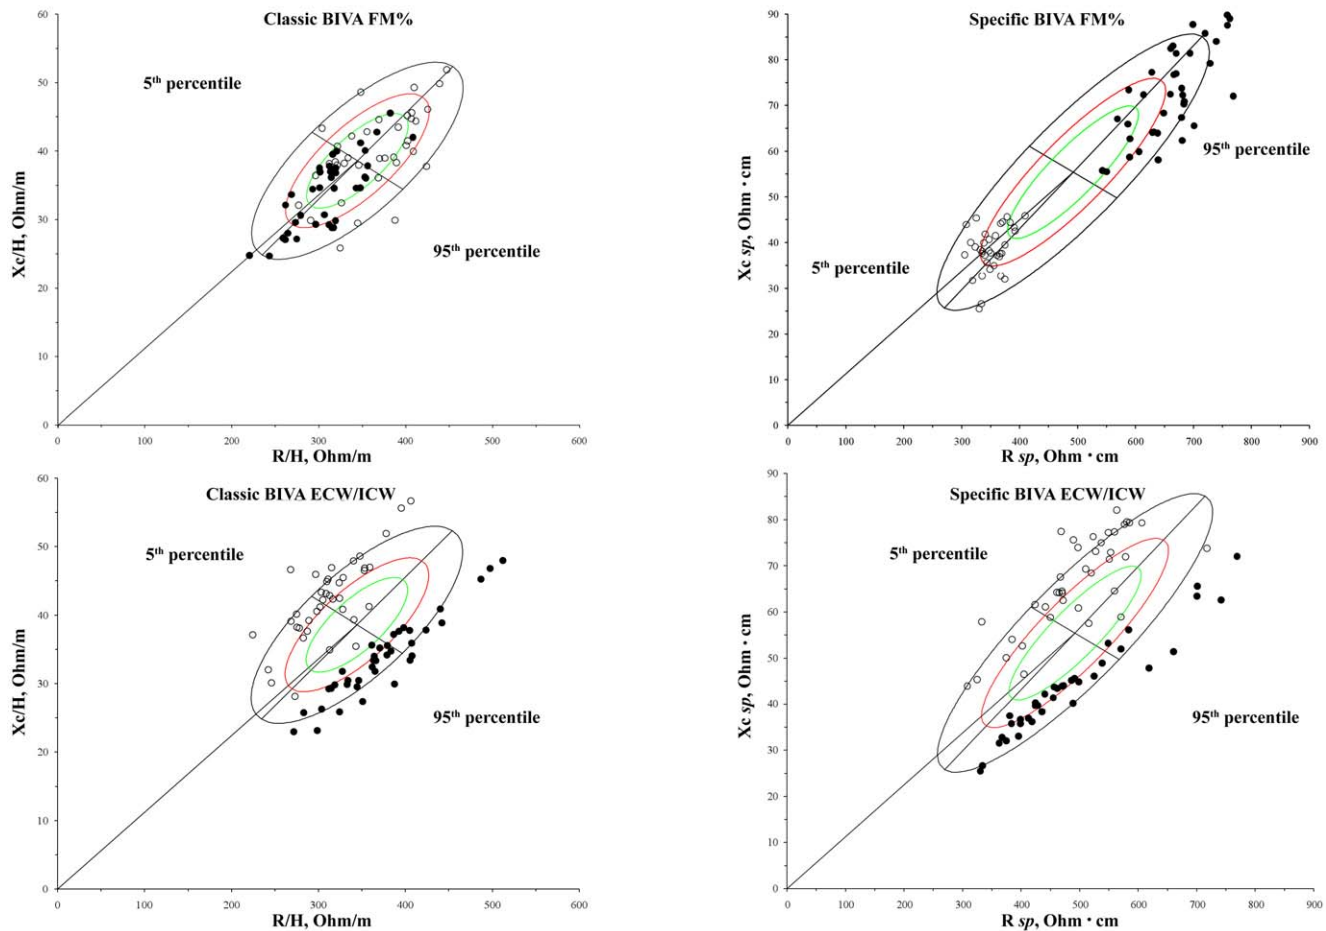 Classic BIVA FM%
60
50
40
30
20
10
0
0 100 200 300 400 500 600
Xc/H, Ohm/m
R/H, Ohm/m
5th percentile
95th percentile
Specific BIVA FM%
90
80
70
60
50
40
30
20
10
0
0 100 200 300 400 500 600 700 800 900
Xc sp, Ohm · cm
R sp, Ohm · cm
5th percentile
95th percentile
Classic BIVA ECW/ICW
60
50
40
30
20
10
0
0 100 200 300 400 500 600
Xc/H, Ohm/m
R/H, Ohm/m
5th percentile
95th percentile
Specific BIVA ECW/ICW
90
80
70
60
50
40
30
20
10
0
0 100 200 300 400 500 600 700 800 900
Xc sp, Ohm · cm
R sp, Ohm · cm
5th percentile
95th percentile